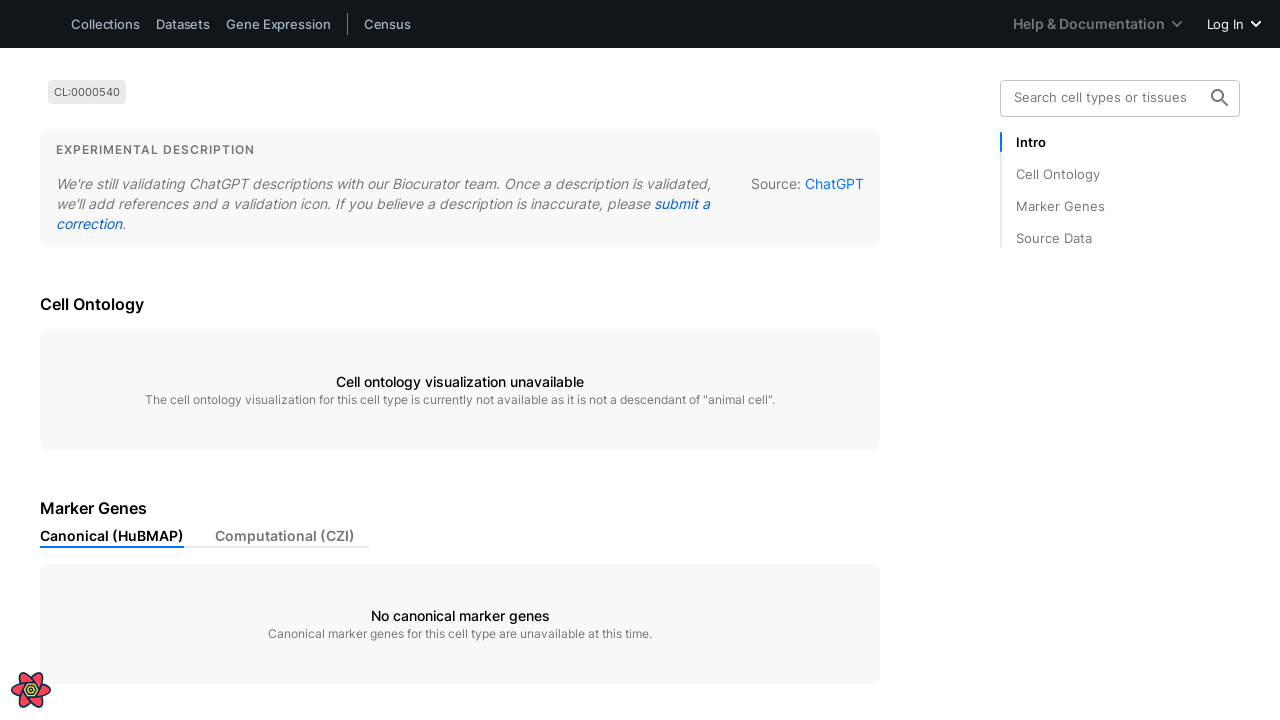 Collections Datasets Gene Expression Census Help & Documentation Log In
CL:0000540
Search cell types or tissues
EXPERIMENTAL DESCRIPTION
We're still validating ChatGPT descriptions with our Biocurator team. Once a description is validated,
we'll add references and a validation icon. If you believe a description is inaccurate, please submit a
correction.
Source: ChatGPT
Intro
Cell Ontology
Marker Genes
Source Data
Cell Ontology
Cell ontology visualization unavailable
The cell ontology visualization for this cell type is currently not available as it is not a descendant of "animal cell".
Marker Genes
Canonical (HuBMAP) Computational (CZI)
No canonical marker genes
Canonical marker genes for this cell type are unavailable at this time.